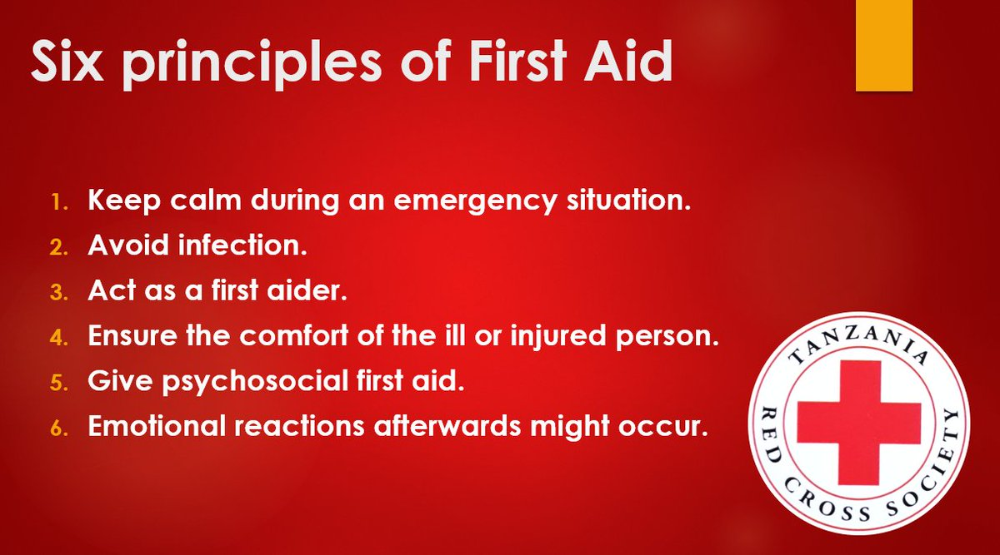 Six principles of First Aid
1. Keep calm during an emergency situation.
2. Avoid infection.
3. Act as a first aider.
4. Ensure the comfort of the ill or injured person.
5. Give psychosocial first aid.
6. Emotional reactions afterwards might occur.
TANZANIA
RED CROSS SOCIETY